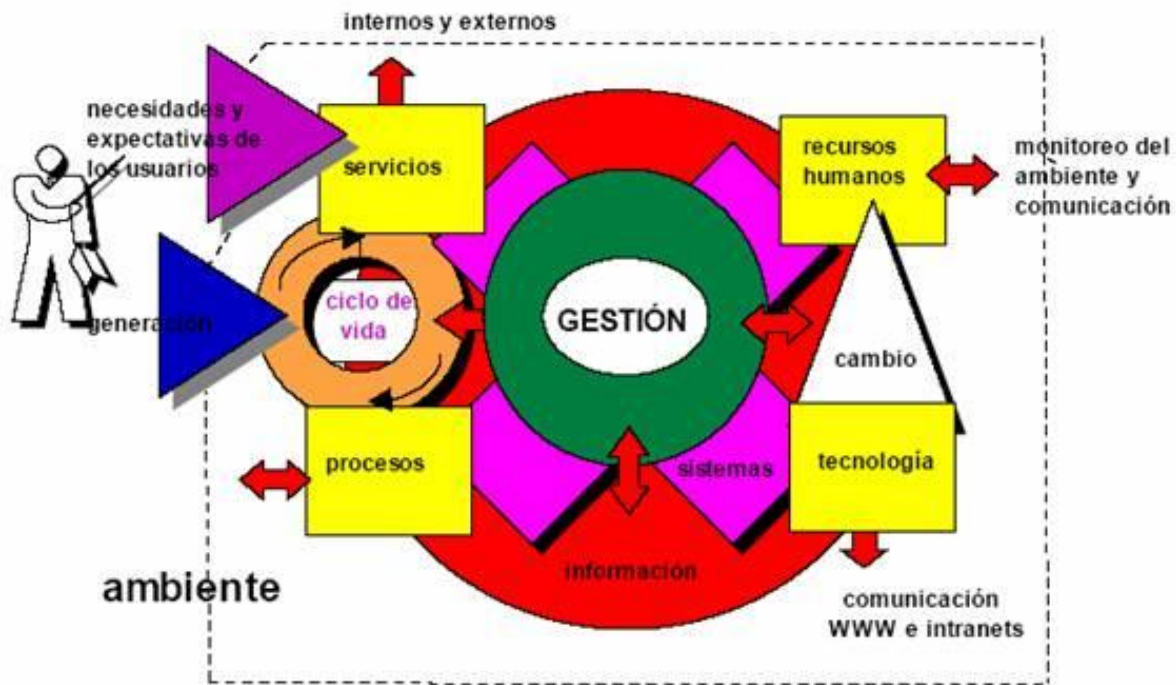 internos y externos
necesidades y
expectativas de
los usuarios
servicios
recursos
humanos
monitoreo del
ambiente y
comunicación
generación
ciclo de
vida
GESTIÓN
cambio
procesos
sistemas
tecnología
información
ambiente
comunicación
WWW e intranets